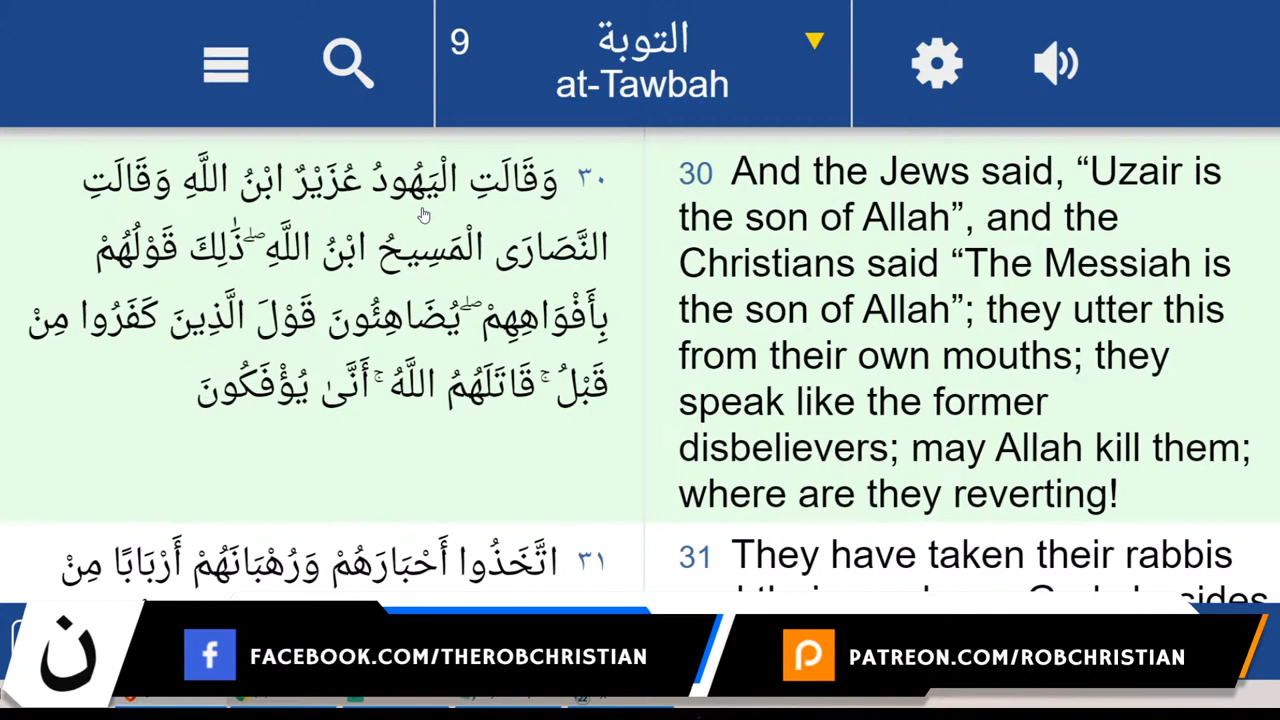 9
التوبة
at-Tawbah
٣٠ وَقَالَتِ الْيَهُودُ عُزَيْرٌ ابْنُ اللَّهِ وَقَالَتِ
النَّصَارَى الْمَسِيحُ ابْنُ اللَّهِ ۖ ذَٰلِكَ قَوْلُهُمْ
بِأَفْوَاهِهِمْ ۖ يُضَاهِئُونَ قَوْلَ الَّذِينَ كَفَرُوا مِنْ
قَبْلُ ۚ قَاتَلَهُمُ اللَّهُ ۚ أَنَّىٰ يُؤْفَكُونَ
30 And the Jews said, “Uzair is
the son of Allah”, and the
Christians said “The Messiah is
the son of Allah”; they utter this
from their own mouths; they
speak like the former
disbelievers; may Allah kill them;
where are they reverting!
٣١ اتَّخَذُوا أَحْبَارَهُمْ وَرُهْبَانَهُمْ أَرْبَابًا مِنْ
31 They have taken their rabbis
ن
FACEBOOK.COM/THEROBCHRISTIAN
PATREON.COM/ROBCHRISTIAN